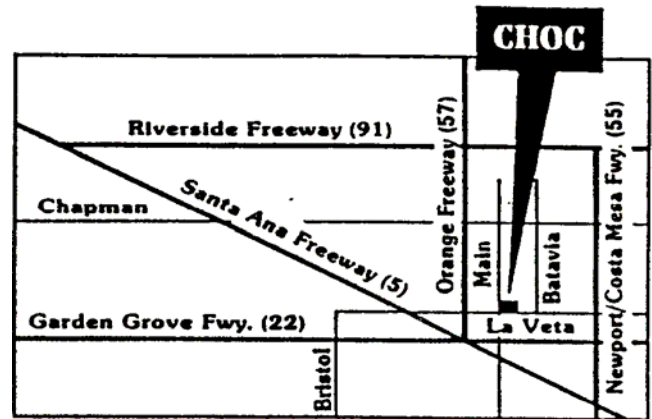 CHOC
Riverside Freeway (91)
Orange Freeway (57)
Newport/Costa Mesa Fwy. (55)
Santa Ana Freeway (5)
Chapman
Main
Batavia
Garden Grove Fwy. (22)
La Veta
Bristol